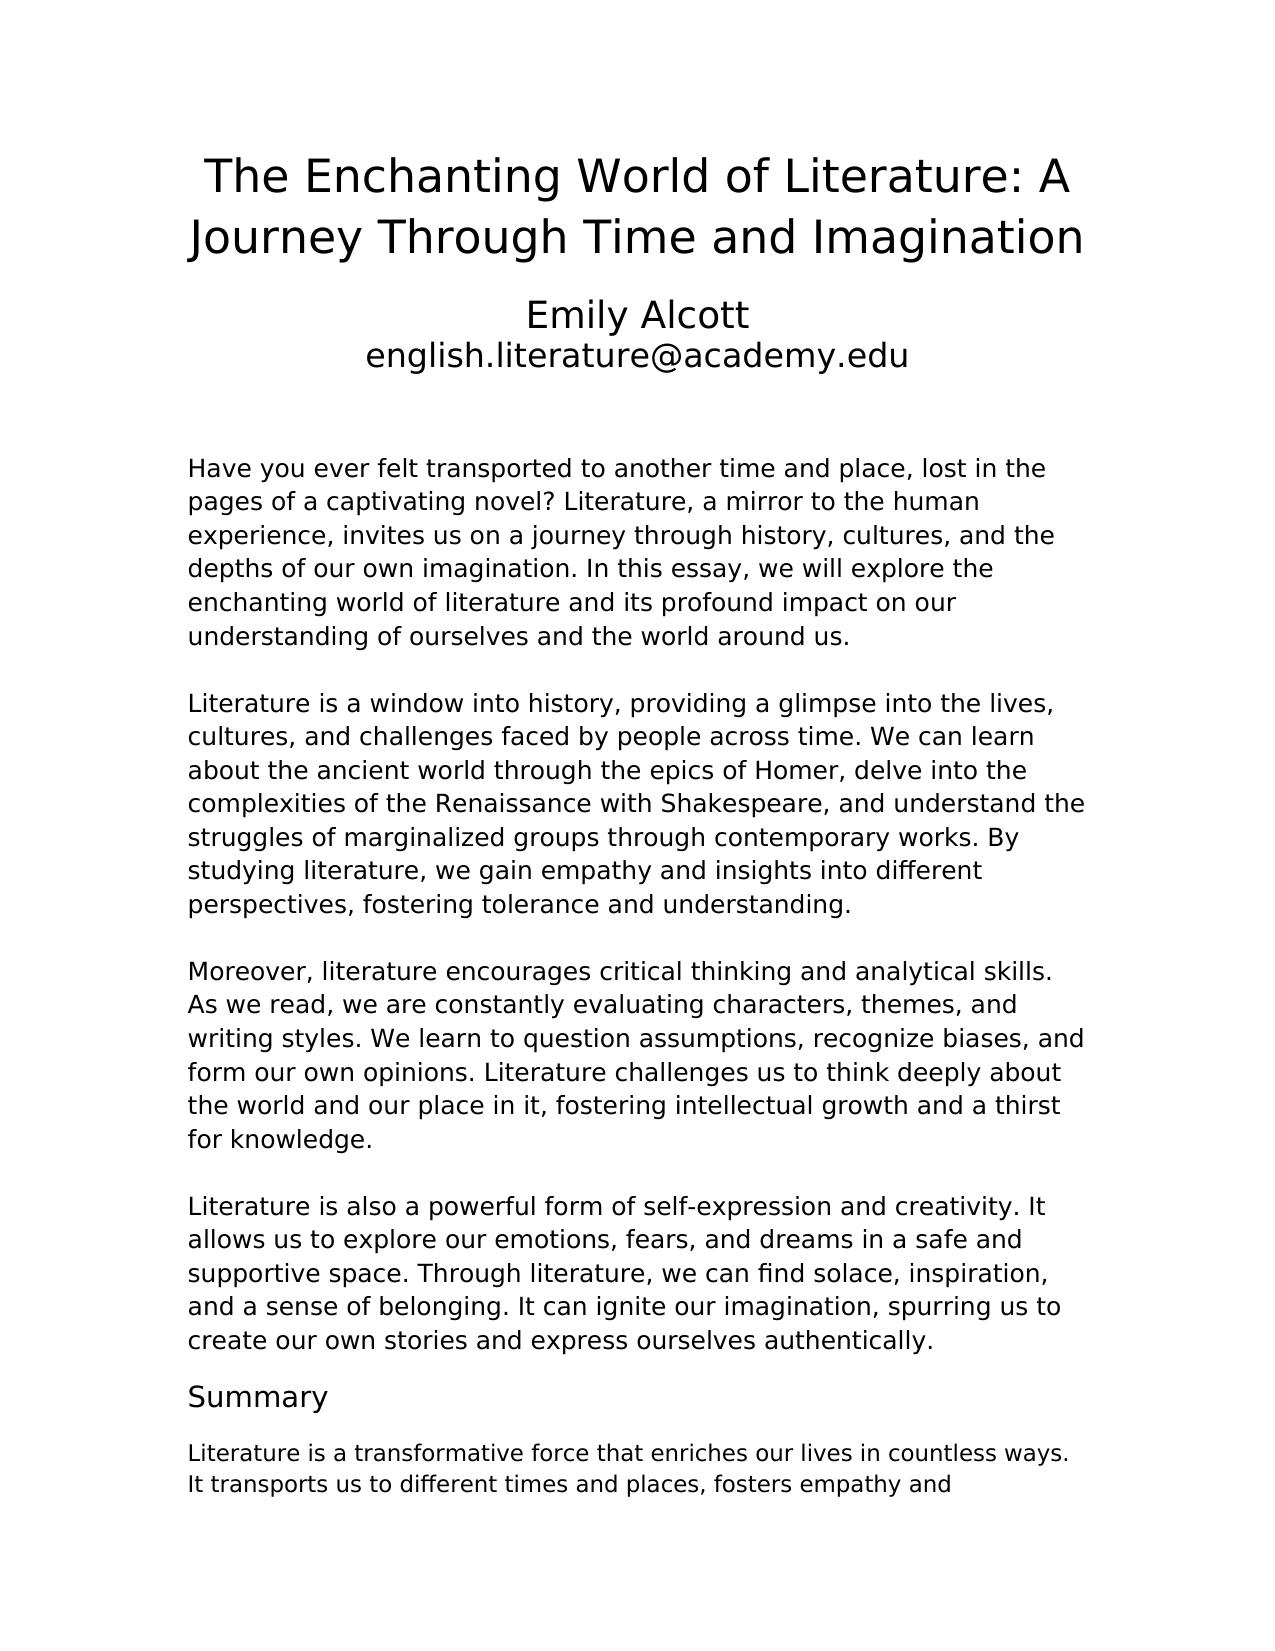 The Enchanting World of Literature: A
Journey Through Time and Imagination
Emily Alcott
english.literature@academy.edu
Have you ever felt transported to another time and place, lost in the
pages of a captivating novel? Literature, a mirror to the human
experience, invites us on a journey through history, cultures, and the
depths of our own imagination. In this essay, we will explore the
enchanting world of literature and its profound impact on our
understanding of ourselves and the world around us.
Literature is a window into history, providing a glimpse into the lives,
cultures, and challenges faced by people across time. We can learn
about the ancient world through the epics of Homer, delve into the
complexities of the Renaissance with Shakespeare, and understand the
struggles of marginalized groups through contemporary works. By
studying literature, we gain empathy and insights into different
perspectives, fostering tolerance and understanding.
Moreover, literature encourages critical thinking and analytical skills.
As we read, we are constantly evaluating characters, themes, and
writing styles. We learn to question assumptions, recognize biases, and
form our own opinions. Literature challenges us to think deeply about
the world and our place in it, fostering intellectual growth and a thirst
for knowledge.
Literature is also a powerful form of self-expression and creativity. It
allows us to explore our emotions, fears, and dreams in a safe and
supportive space. Through literature, we can find solace, inspiration,
and a sense of belonging. It can ignite our imagination, spurring us to
create our own stories and express ourselves authentically.
Summary
Literature is a transformative force that enriches our lives in countless ways.
It transports us to different times and places, fosters empathy and